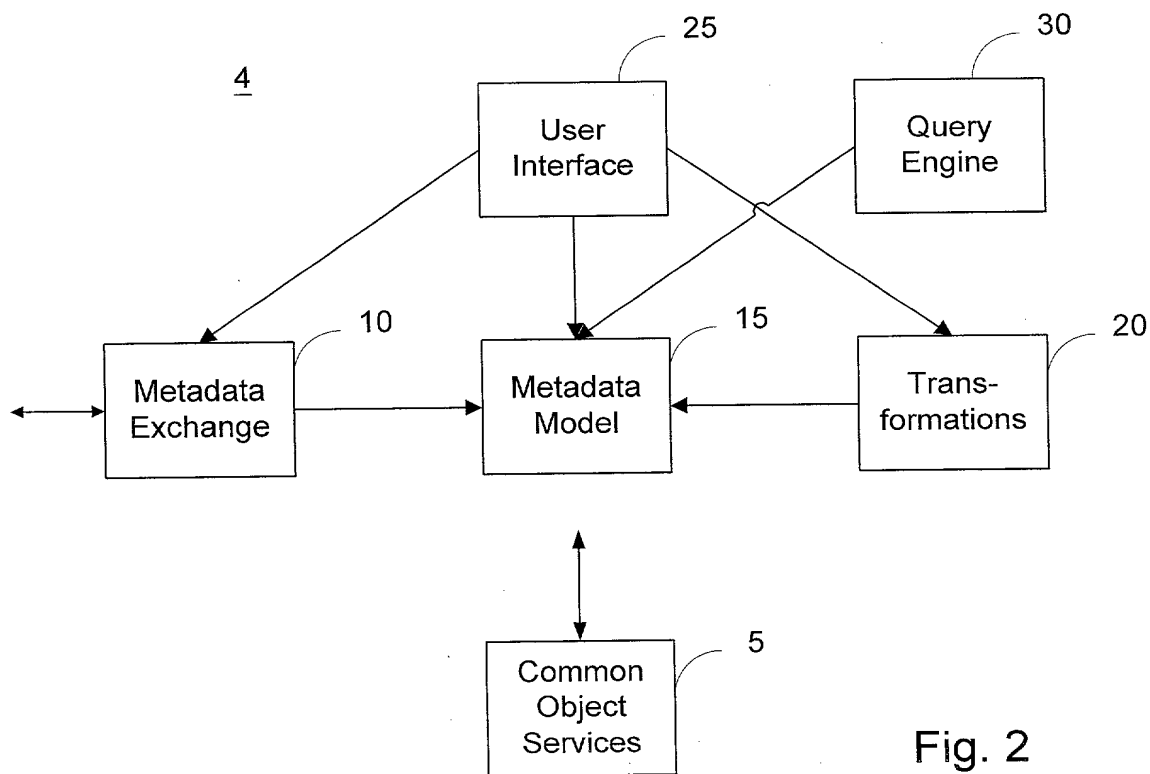 25
30
4
User
Interface
Query
Engine
10
15
20
Metadata
Exchange
Metadata
Model
Trans-
formations
5
Common
Object
Services
Fig. 2